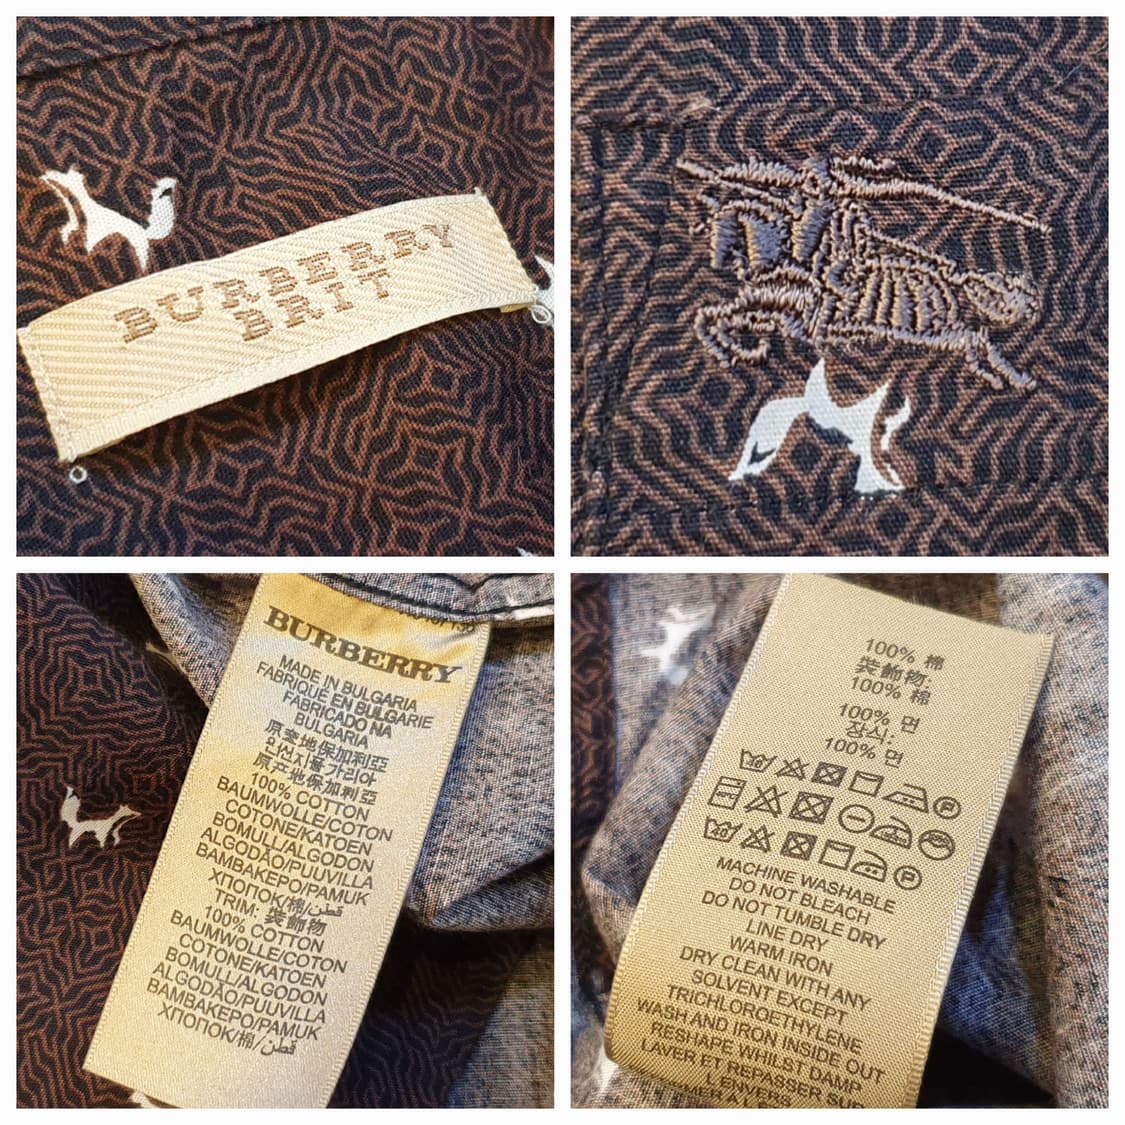 BURBERRY
BRIT
BURBERRY
MADE IN BULGARIA
FABRIQUÉ EN BULGARIE
FABRICADO NA
BULGARIA
原産地保加利亞
원산지불가리아
原产地保加利亞
100% COTTON
BAUMWOLLE/COTON
COTONE/KATOEN
BOMULL/ALGODON
ALGODÃO/PUUVILLA
BAMBAKEPO/PAMUK
ХПОПОК/棉/قطن
TRIM: 裝飾物
100% COTTON
BAUMWOLLE/COTON
COTONE/KATOEN
BOMULL/ALGODON
ALGODÃO/PUUVILLA
BAMBAKEPO/PAMUK
ХПОПОК/棉/قطن
100% 棉
裝飾物:
100% 棉
100% 면
장식:
100% 면
MACHINE WASHABLE
DO NOT BLEACH
DO NOT TUMBLE DRY
LINE DRY
WARM IRON
DRY CLEAN WITH ANY
SOLVENT EXCEPT
TRICHLOROETHYLENE
WASH AND IRON INSIDE OUT
RESHAPE WHILST DAMP
LAVER ET REPASSER SUR
L ENVERS